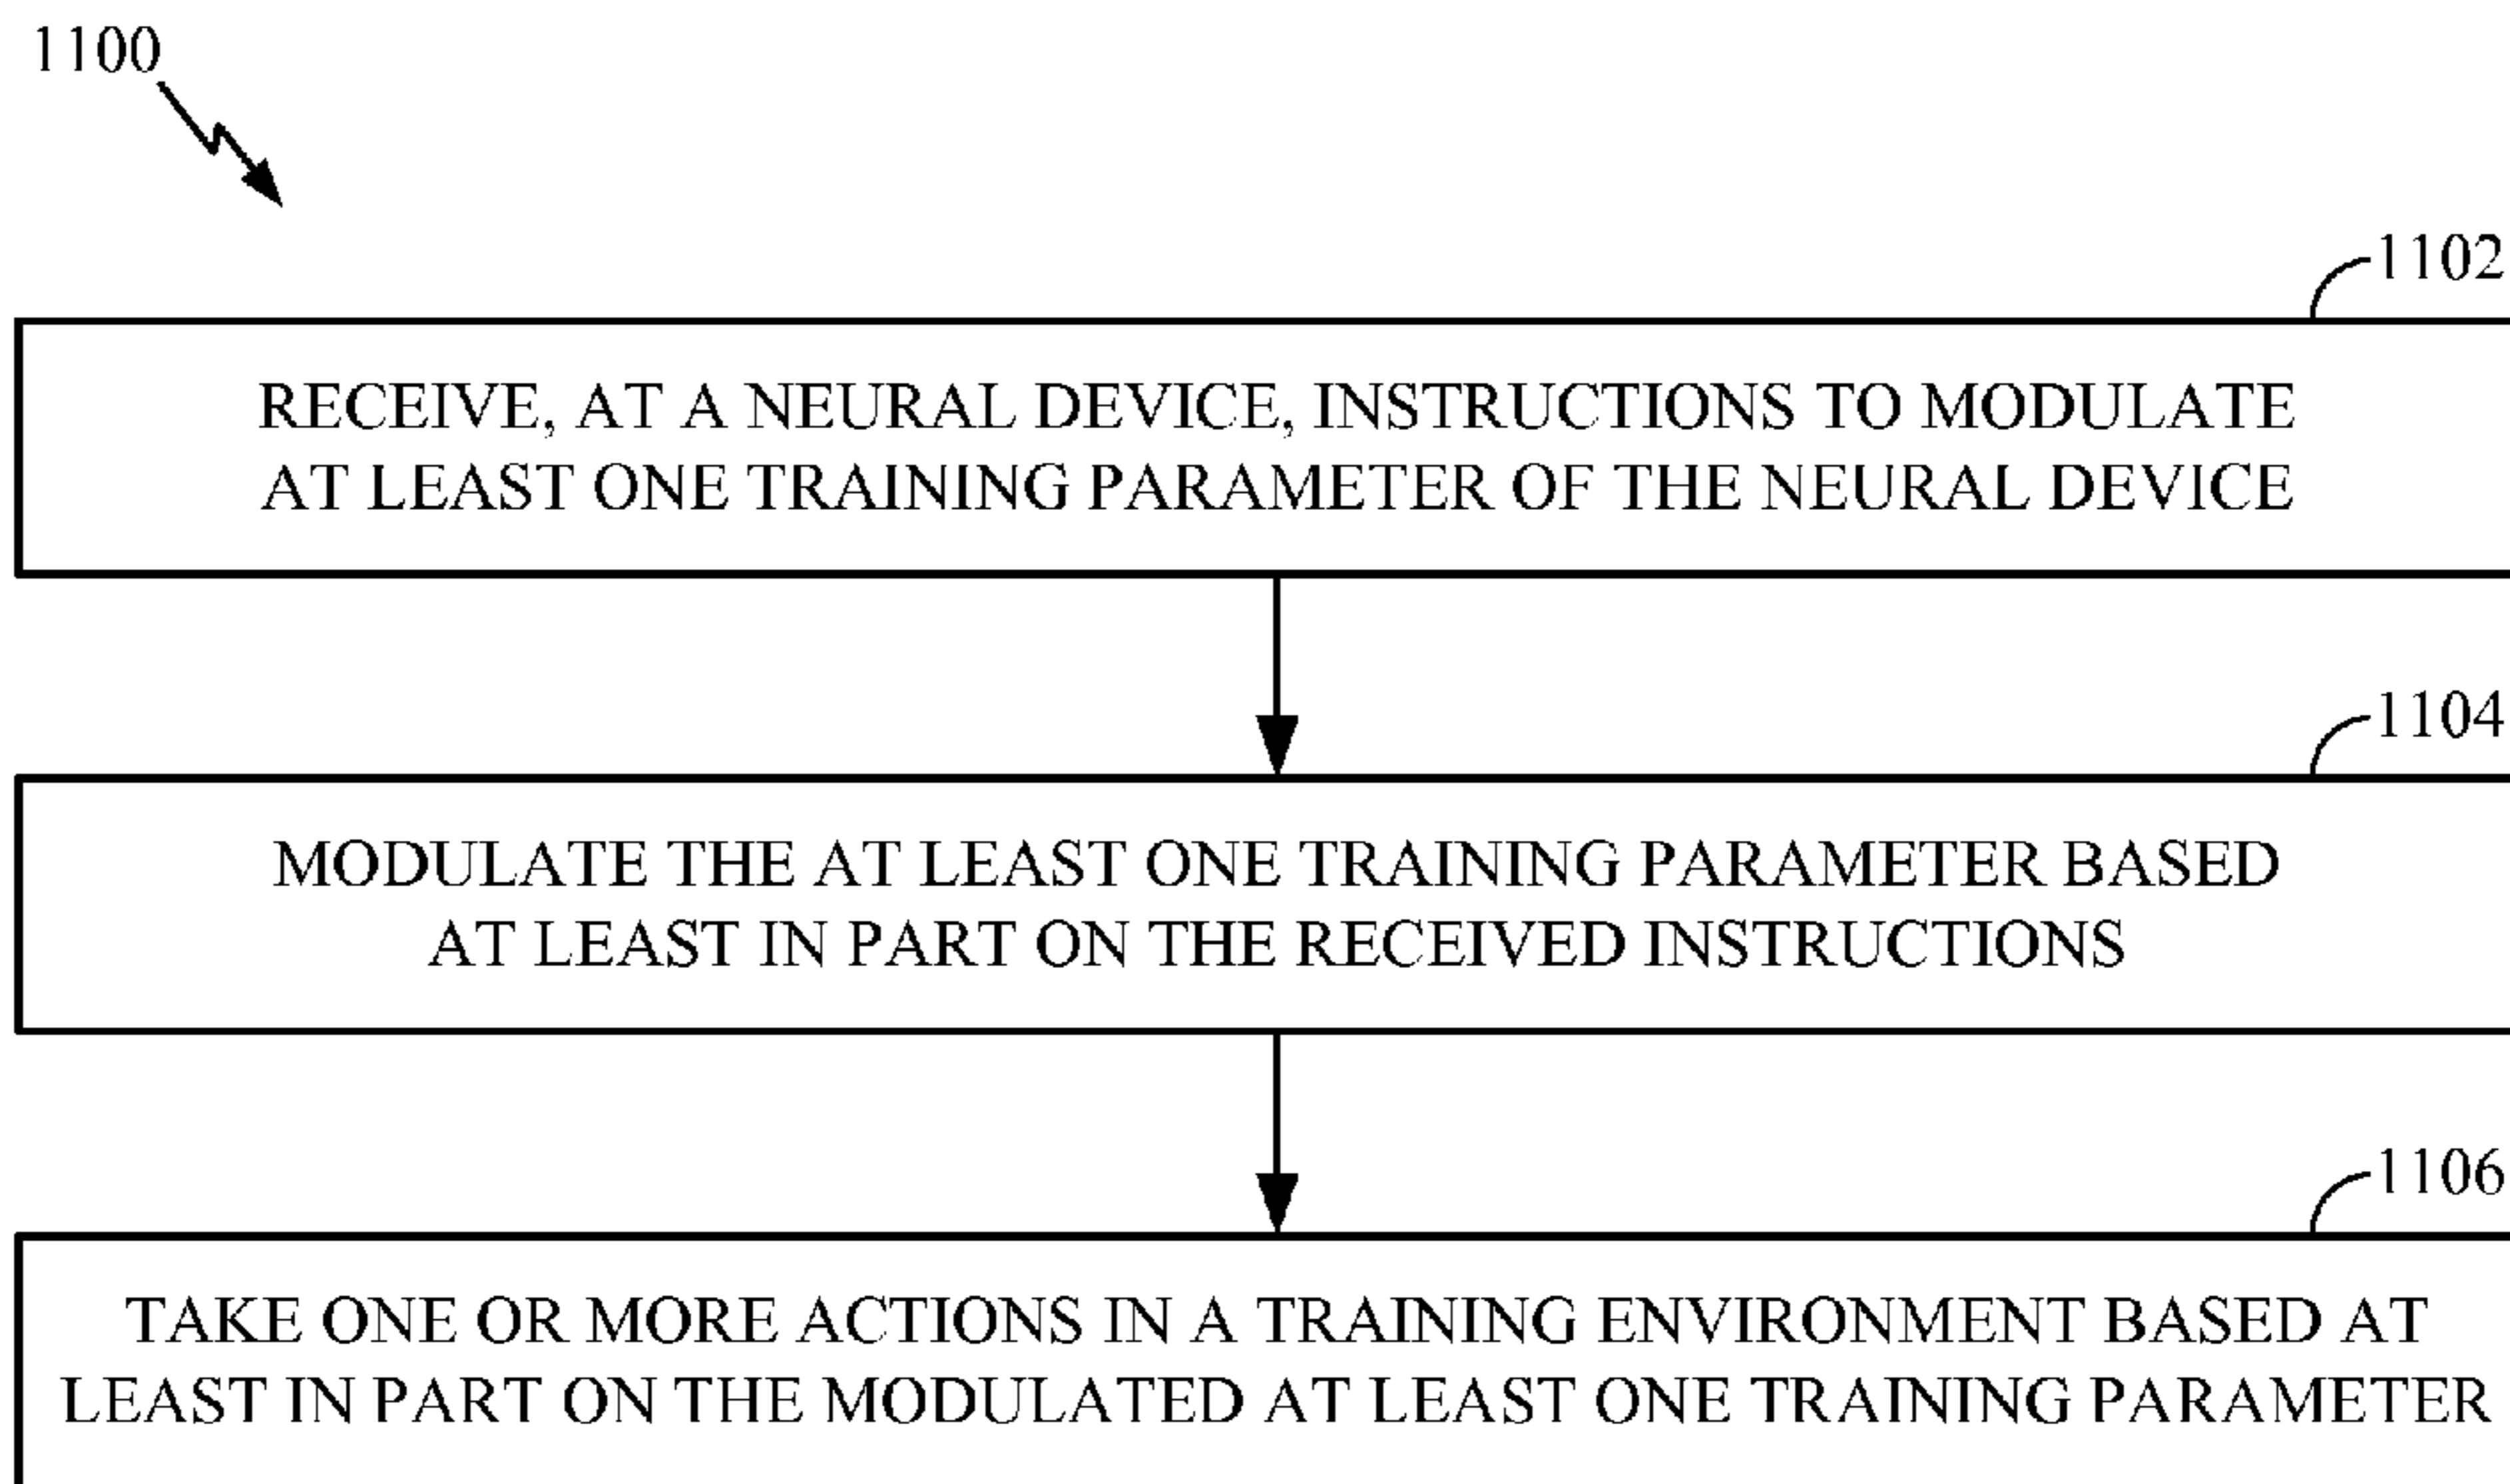 1100
1102
RECEIVE, AT A NEURAL DEVICE, INSTRUCTIONS TO MODULATE
AT LEAST ONE TRAINING PARAMETER OF THE NEURAL DEVICE
1104
MODULATE THE AT LEAST ONE TRAINING PARAMETER BASED
AT LEAST IN PART ON THE RECEIVED INSTRUCTIONS
1106
TAKE ONE OR MORE ACTIONS IN A TRAINING ENVIRONMENT BASED AT
LEAST IN PART ON THE MODULATED AT LEAST ONE TRAINING PARAMETER